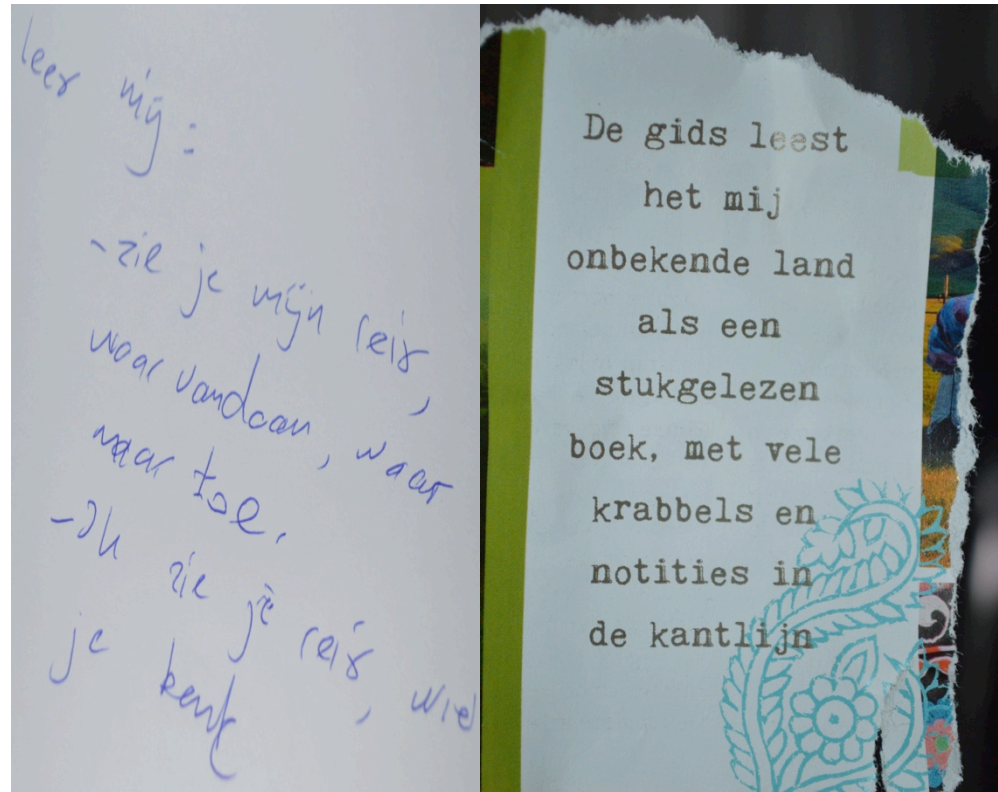 leer mij:
-zie je mijn reis,
waar vandaan, waar
naar toe.
-Ik zie je reis, wie
je bent
De gids leest
het mij
onbekende land
als een
stukgelezen
boek, met vele
krabbels en
notities in
de kantlijn